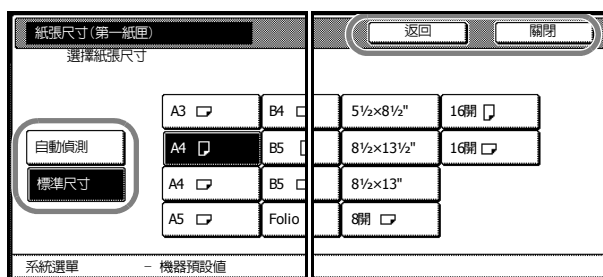 紙張尺寸(第一紙匣) 返回 關閉
選擇紙張尺寸
A3 B4 5½×8½" 16開
自動偵測 A4 B5 8½×13½" 16開
標準尺寸 A4 B5 8½×13"
A5 Folio 8開
系統選單 - 機器預設值